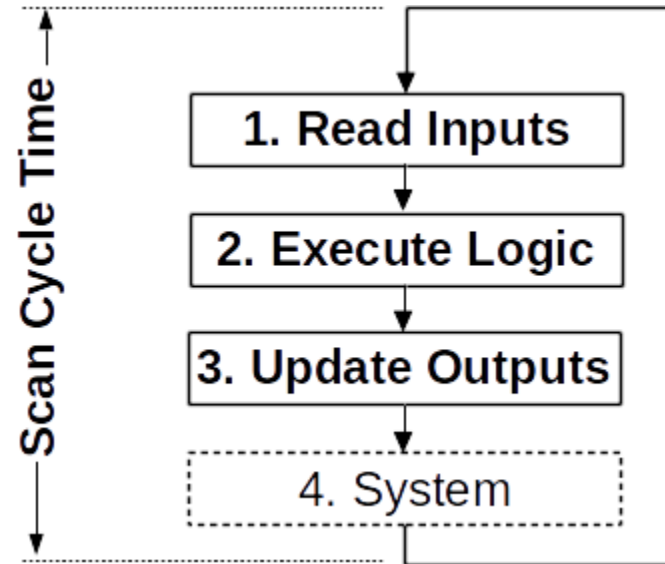 Scan Cycle Time
1. Read Inputs
2. Execute Logic
3. Update Outputs
4. System